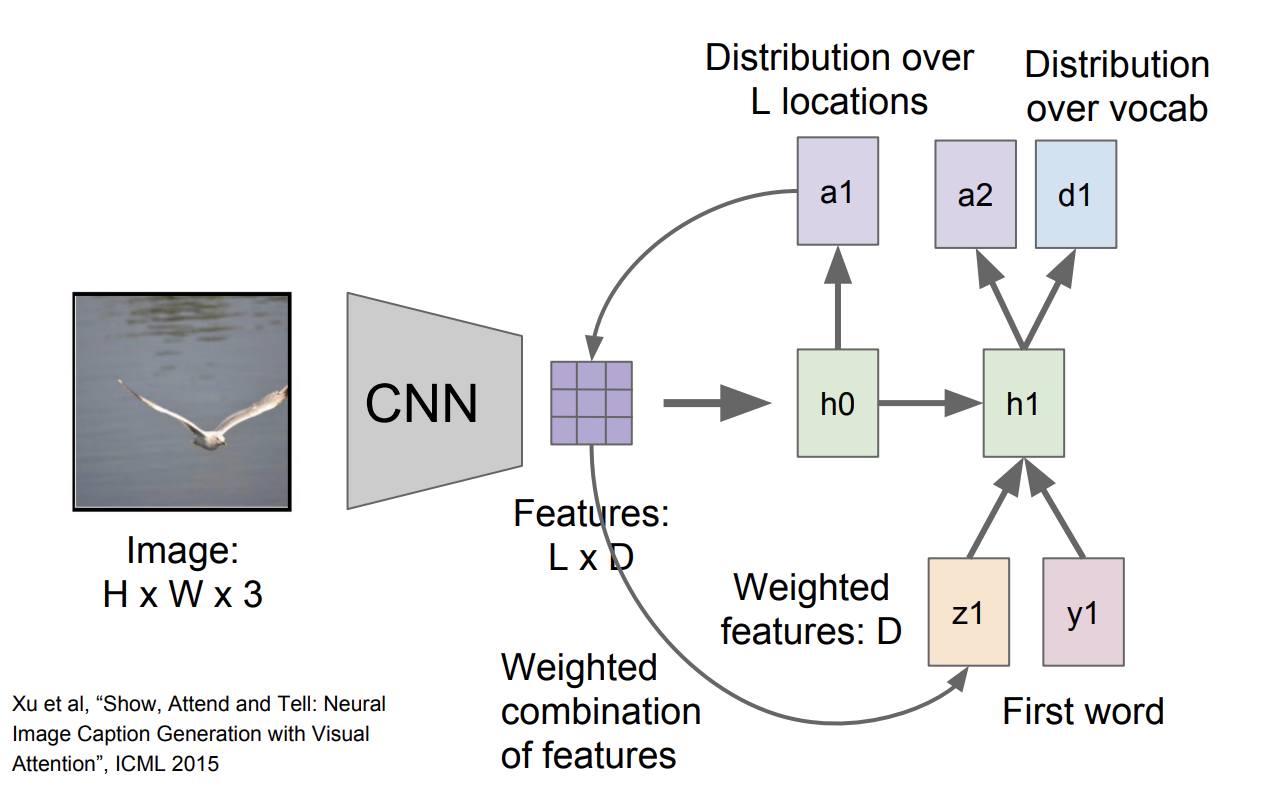 Distribution over
L locations
Distribution
over vocab
a1
a2
d1
CNN
h0
h1
Features:
L x D
Image:
H x W x 3
Weighted
features: D
z1
y1
Weighted
combination
of features
First word
Xu et al, “Show, Attend and Tell: Neural
Image Caption Generation with Visual
Attention”, ICML 2015